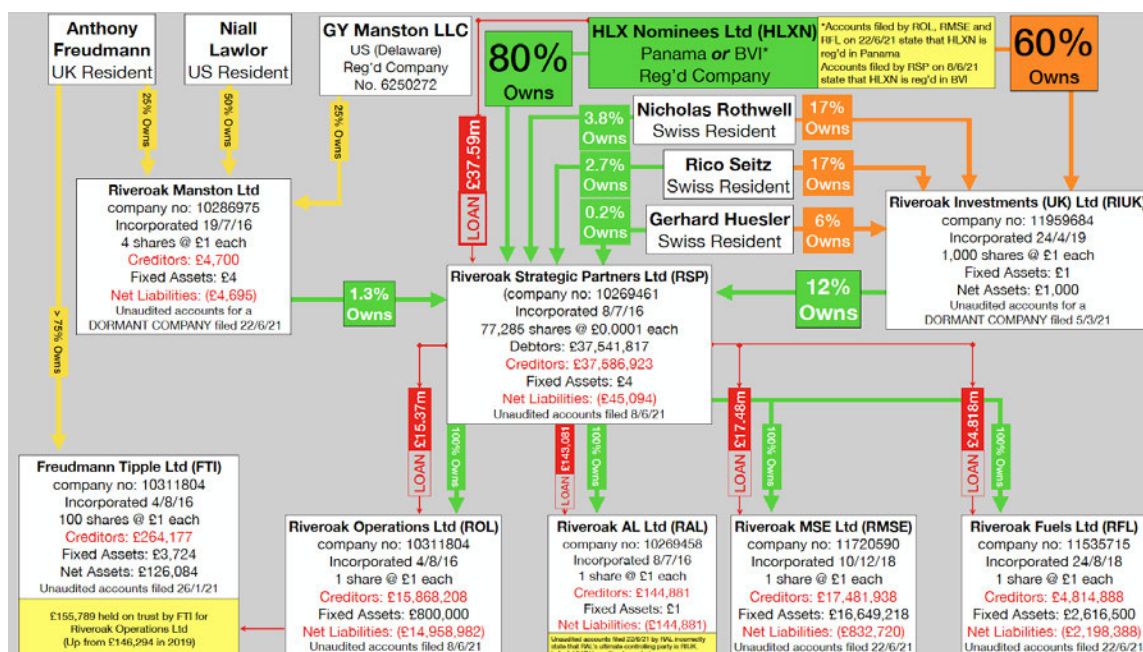 Anthony
Freudmann
UK Resident
Niall
Lawlor
US Resident
GY Manston LLC
US (Delaware)
Reg'd Company
No. 6250272
80%
Owns
HLX Nominees Ltd (HLXN)
Panama or BVI*
Reg'd Company
*Accounts filed by ROL, RMSE and
RFL on 22/6/21 state that HLXN is
reg'd in Panama
Accounts filed by RSP on 8/6/21
state that HLXN is reg'd in BVI
60%
Owns
25% Owns
50% Owns
25% Owns
LOAN £37.59m
3.8%
Owns
Nicholas Rothwell
Swiss Resident
17%
Owns
2.7%
Owns
Rico Seitz
Swiss Resident
17%
Owns
0.2%
Owns
Gerhard Huesler
Swiss Resident
6%
Owns
Riveroak Manston Ltd
company no: 10286975
Incorporated 19/7/16
4 shares @ £1 each
Creditors: £4,700
Fixed Assets: £4
Net Liabilities: (£4,695)
Unaudited accounts for a
DORMANT COMPANY filed 22/6/21
Riveroak Investments (UK) Ltd (RIUK)
company no: 11959684
Incorporated 24/4/19
1,000 shares @ £1 each
Fixed Assets: £1
Net Assets: £1,000
Unaudited accounts for a
DORMANT COMPANY filed 5/3/21
> 75% Owns
1.3%
Owns
Riveroak Strategic Partners Ltd (RSP)
(company no: 10269461
Incorporated 8/7/16
77,285 shares @ £0.0001 each
Debtors: £37,541,817
Creditors: £37,586,923
Fixed Assets: £4
Net Liabilities: (£45,094)
Unaudited accounts filed 8/6/21
12%
Owns
LOAN £15.37m
100% Owns
LOAN £143,081
100% Owns
LOAN £17.48m
100% Owns
LOAN £4.818m
100% Owns
Freudmann Tipple Ltd (FTI)
company no: 10311804
Incorporated 4/8/16
100 shares @ £1 each
Creditors: £264,177
Fixed Assets: £3,724
Net Assets: £126,084
Unaudited accounts filed 26/1/21
£155,789 held on trust by FTI for
Riveroak Operations Ltd
(Up from £146,294 in 2019)
Riveroak Operations Ltd (ROL)
company no: 10311804
Incorporated 4/8/16
1 share @ £1 each
Creditors: £15,868,208
Fixed Assets: £800,000
Net Liabilities: (£14,958,982)
Unaudited accounts filed 8/6/21
Riveroak AL Ltd (RAL)
company no: 10269458
Incorporated 8/7/16
1 share @ £1 each
Creditors: £144,881
Fixed Assets: £1
Net Liabilities: (£144,881)
Unaudited accounts filed 22/6/21 by RAL incorrectly
state that RAL's ultimate controlling party is RIUK,
Riveroak MSE Ltd (RMSE)
company no: 11720590
Incorporated 10/12/18
1 share @ £1 each
Creditors: £17,481,938
Fixed Assets: £16,649,218
Net Liabilities: (£832,720)
Unaudited accounts filed 22/6/21
Riveroak Fuels Ltd (RFL)
company no: 11535715
Incorporated 24/8/18
1 share @ £1 each
Creditors: £4,814,888
Fixed Assets: £2,616,500
Net Liabilities: (£2,198,388)
Unaudited accounts filed 22/6/21